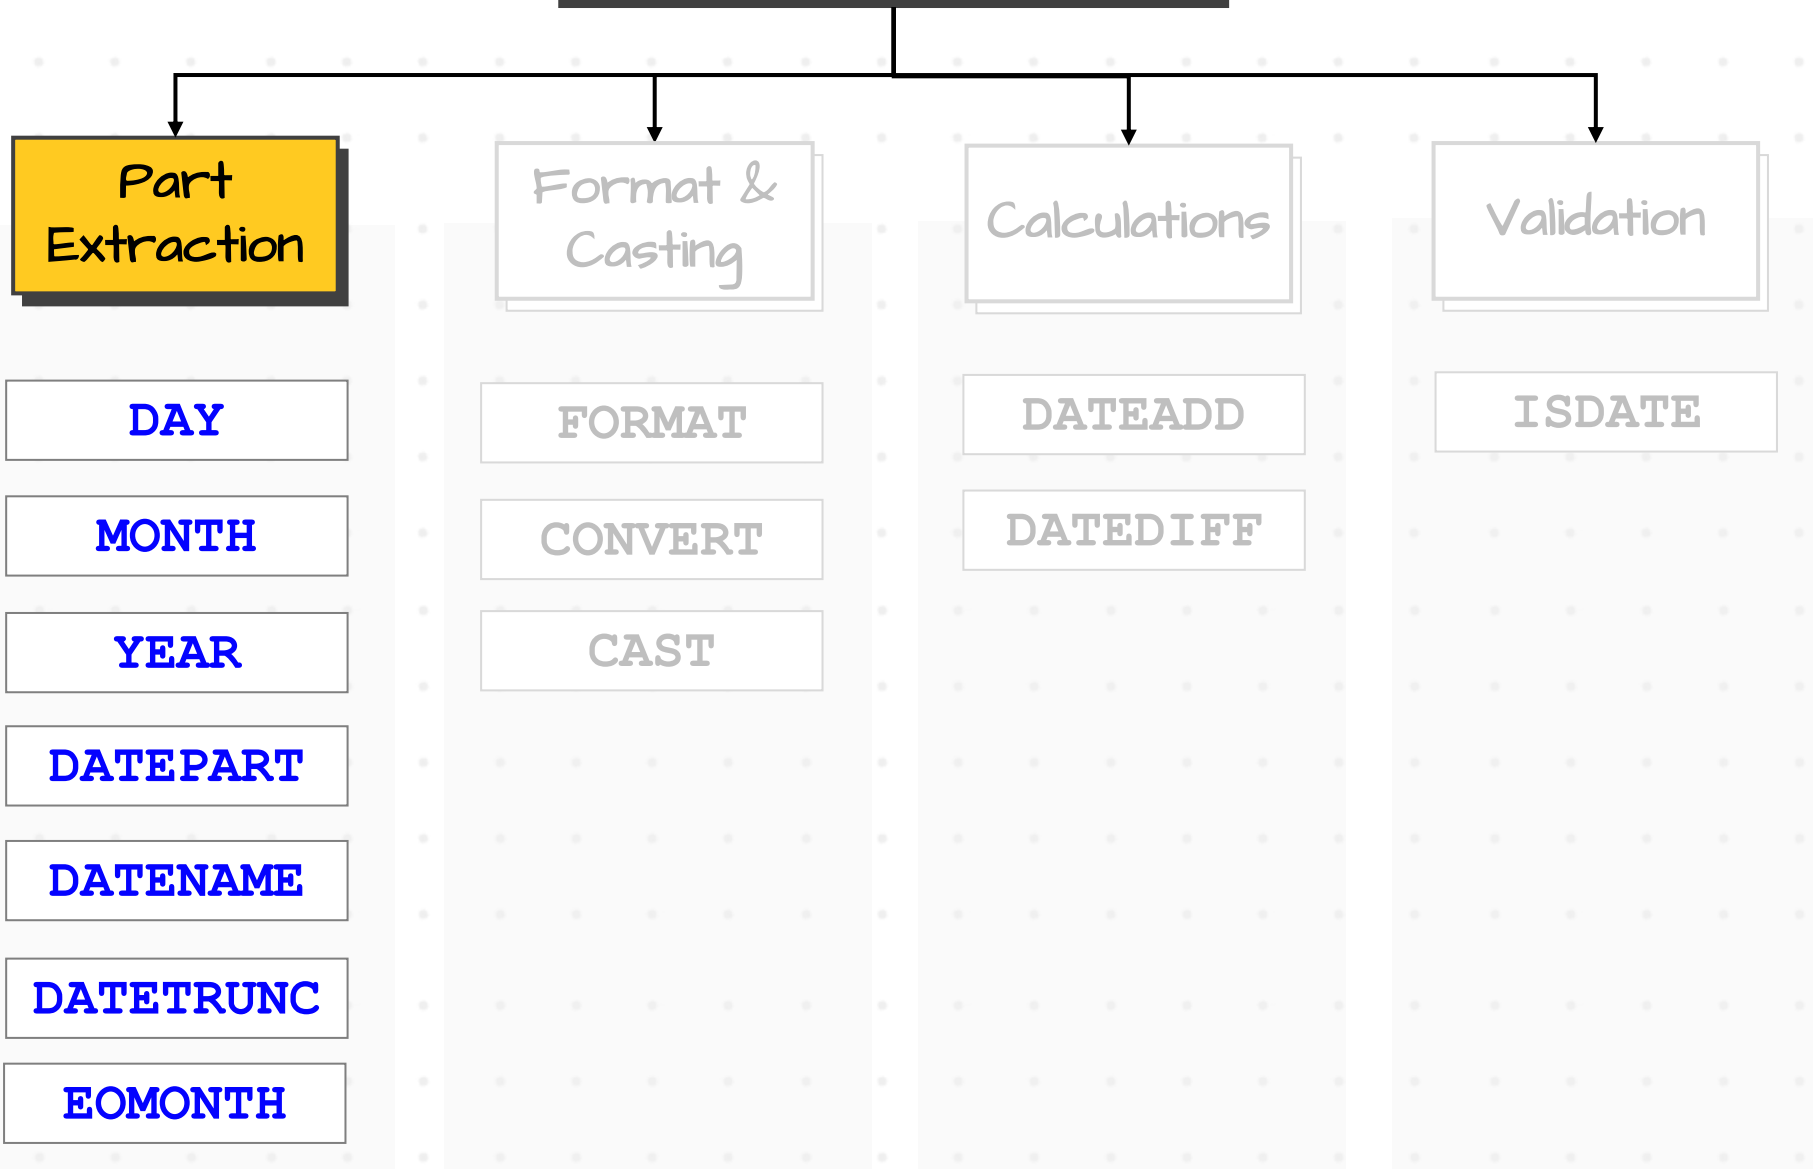 Part
Extraction
DAY
MONTH
YEAR
DATEPART
DATENAME
DATETRUNC
EOMONTH
Format &
Casting
FORMAT
CONVERT
CAST
Calculations
DATEADD
DATEDIFF
Validation
ISDATE